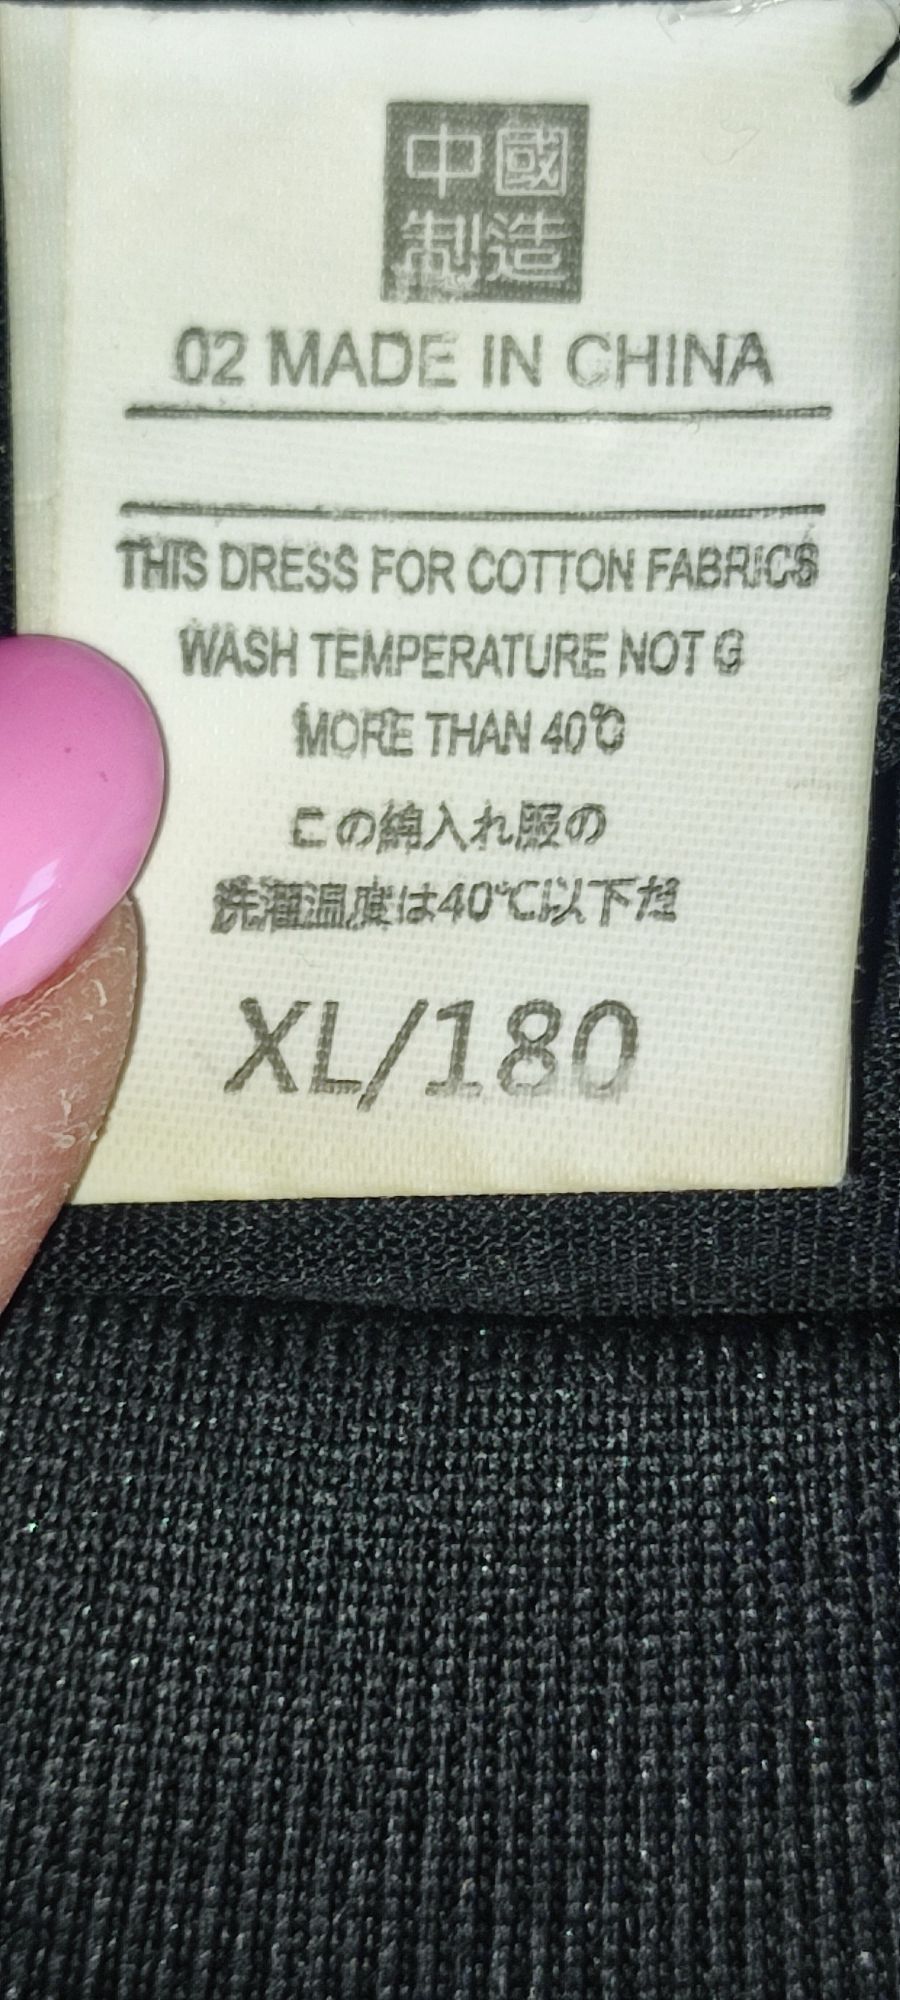 中國
制造
02 MADE IN CHINA
THIS DRESS FOR COTTON FABRICS
WASH TEMPERATURE NOT G
MORE THAN 40℃
この綿入れ服の
洗濯温度は40℃以下だ
XL/180